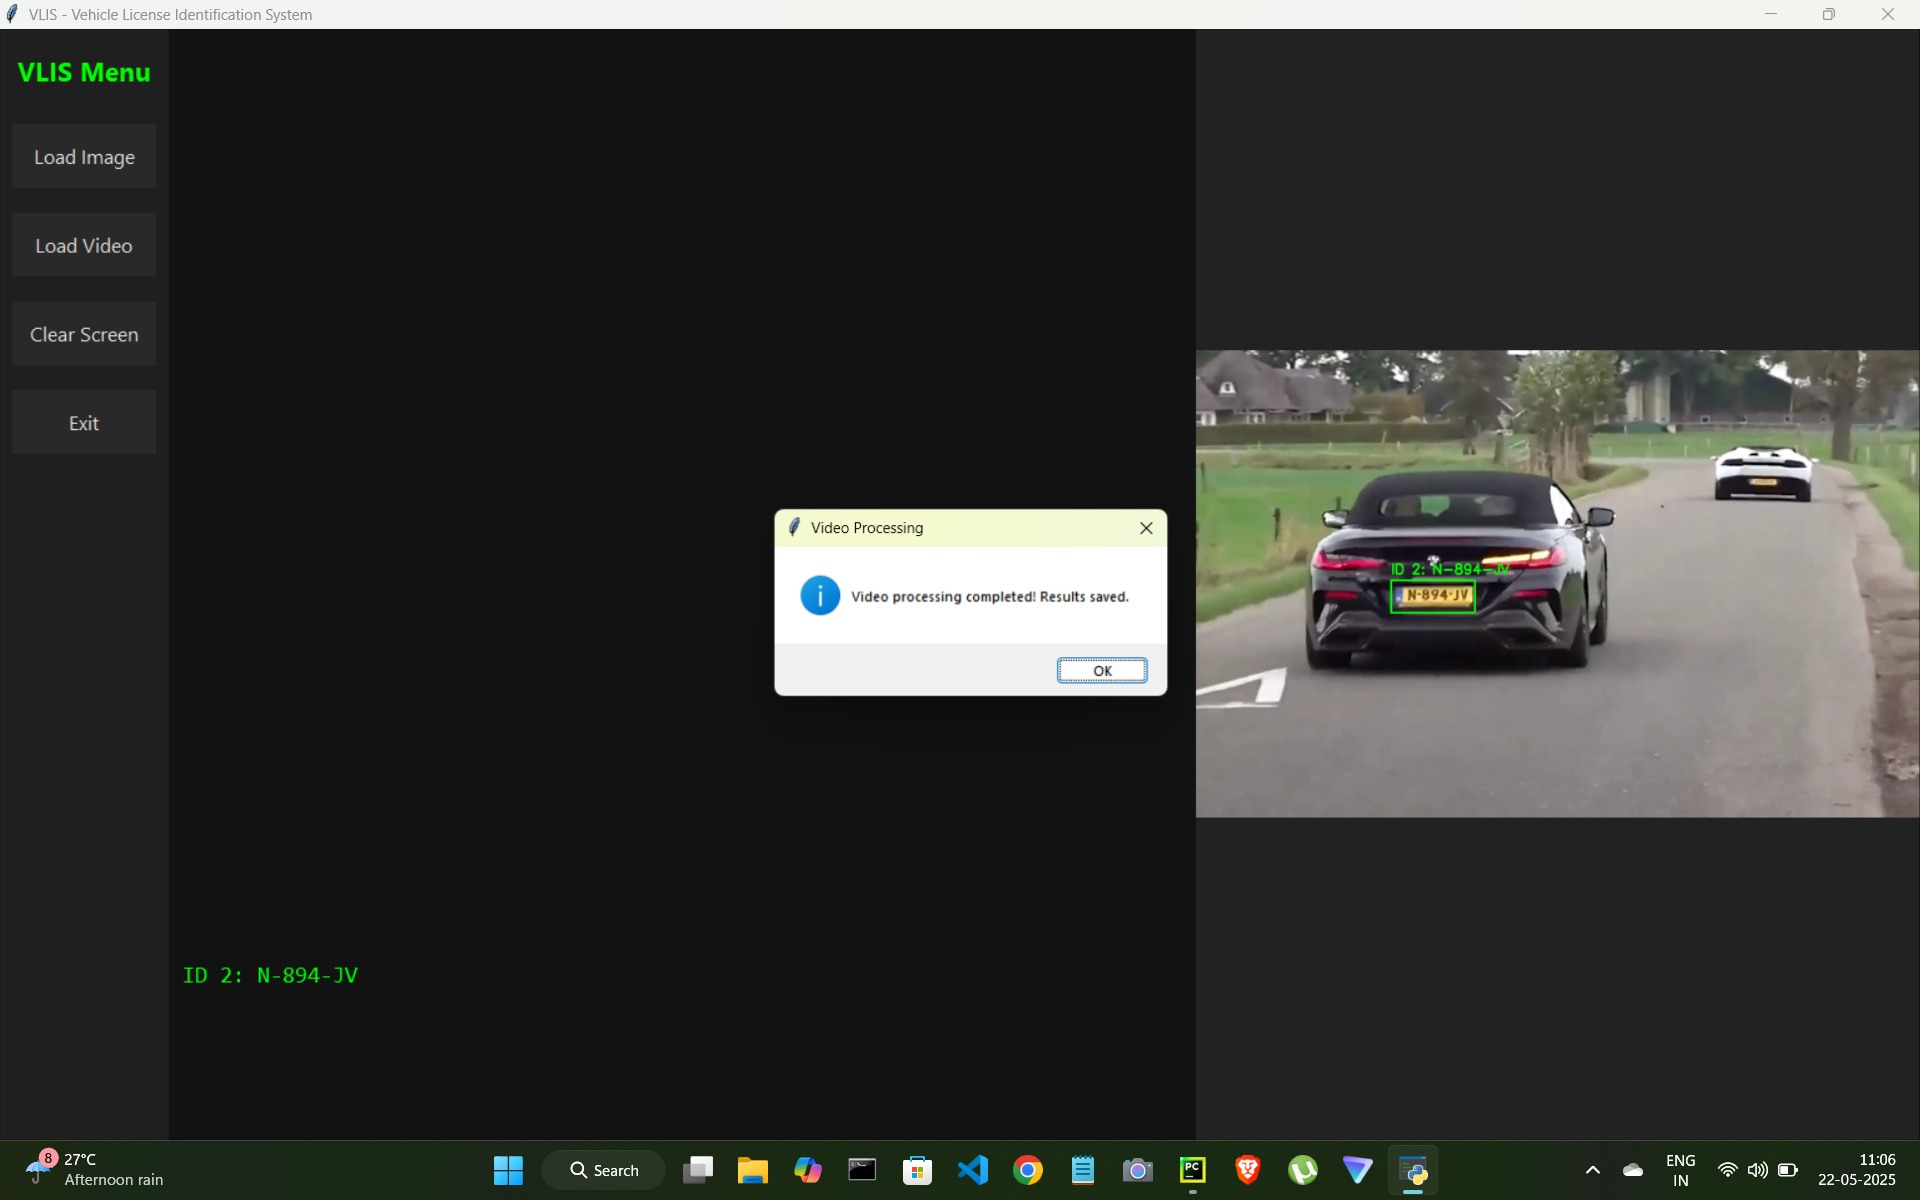 VLIS - Vehicle License Identification System
VLIS Menu
Load Image
Load Video
Clear Screen
Exit
Video Processing
Video processing completed! Results saved.
OK
ID 2: N-894-JV
N-894-JV
ID 2: N-894-JV
8
27°C
Afternoon rain
Search
PC
ENG
IN
11:06
22-05-2025